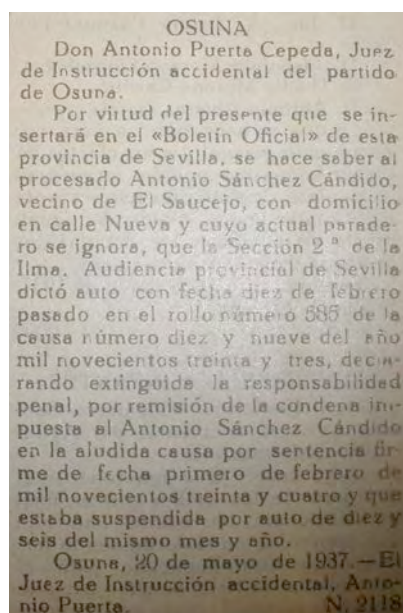 OSUNA
Don Antonio Puerta Cepeda, Juez
de Instrucción accidental del partido
de Osuna.
Por virtud del presente que se in-
sertará en el «Boletín Oficial» de esta
provincia de Sevilla, se hace saber al
procesado Antonio Sánchez Cándido,
vecino de El Saucejo, con domicilio
en calle Nueva y cuyo actual parade-
ro se ignora, que la Sección 2.ª de la
Ilma. Audiencia provincial de Sevilla
dictó auto con fecha diez de febrero
pasado en el rollo número 585 de la
causa número diez y nueve del año
mil novecientos treinta y tres, decla-
rando extinguida la responsabilidad
penal, por remisión de la condena im-
puesta al Antonio Sánchez Cándido
en la aludida causa por sentencia fir-
me de fecha primero de febrero de
mil novecientos treinta y cuatro y que
estaba suspendida por auto de diez y
seis del mismo mes y año.
Osuna, 20 de mayo de 1937.—El
Juez de Instrucción accidental, Anto-
nio Puerta. N. 2118